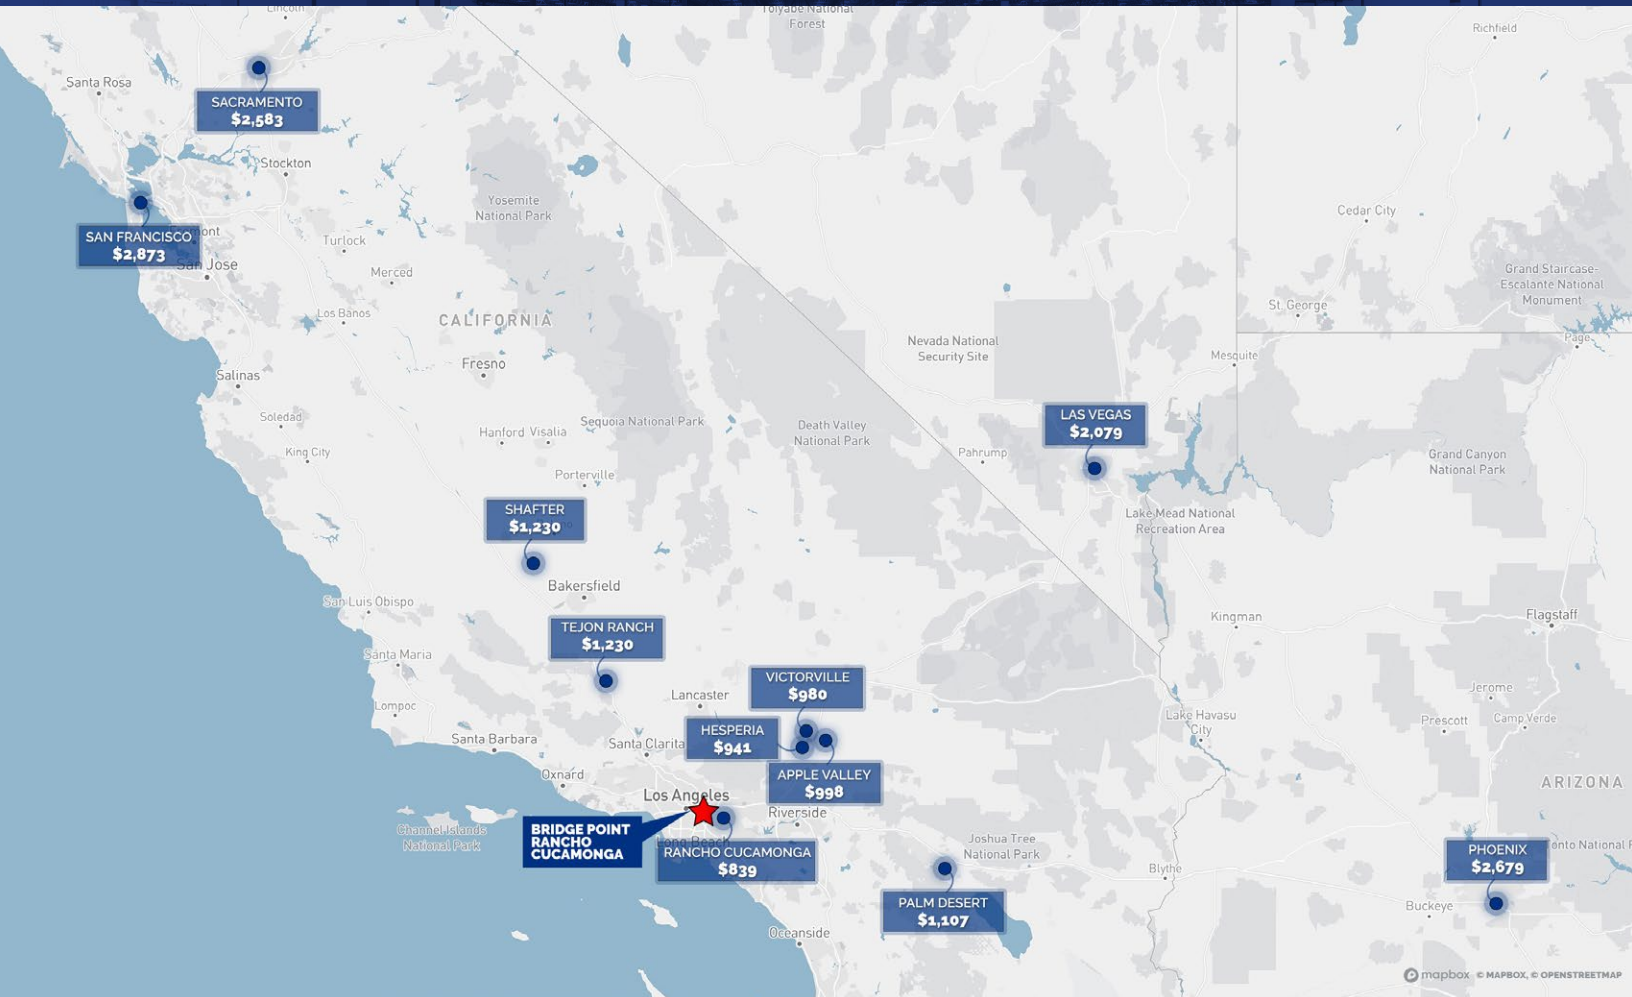 Lincoln
Toiyabe National
Forest
Richfield
Santa Rosa
SACRAMENTO
$2,583
Stockton
Yosemite
National Park
Cedar City
SAN FRANCISCO
$2,873
San Jose
Turlock
Merced
Grand Staircase-
Escalante National
Monument
Los Banos
CALIFORNIA
St. George
Page
Nevada National
Security Site
Mesquite
Fresno
Salinas
Soledad
Hanford
Visalia
Sequoia National Park
Death Valley
National Park
LAS VEGAS
$2,079
King City
Pahrump
Grand Canyon
National Park
Porterville
SHAFTER
$1,230
Lake Mead National
Recreation Area
Bakersfield
San Luis Obispo
Kingman
Flagstaff
TEJON RANCH
$1,230
Santa Maria
VICTORVILLE
$980
Lancaster
Jerome
Lompoc
Lake Havasu
City
Prescott
Camp Verde
HESPERIA
$941
Santa Barbara
Santa Clarita
APPLE VALLEY
$998
Oxnard
ARIZONA
Los Angeles
Riverside
Channel Islands
National Park
BRIDGE POINT
RANCHO
CUCAMONGA
Long Beach
RANCHO CUCAMONGA
$839
Joshua Tree
National Park
Blythe
PHOENIX
$2,679
Tonto National
PALM DESERT
$1,107
Buckeye
Oceanside
mapbox © MAPBOX, © OPENSTREETMAP